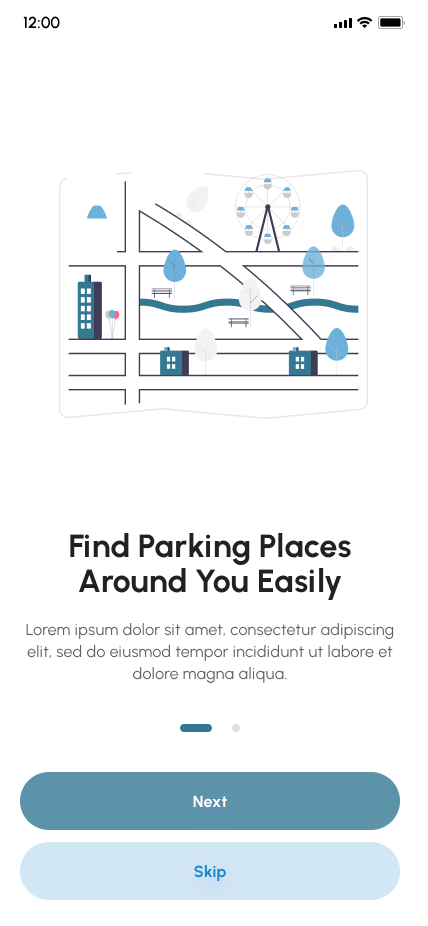 12:00
Find Parking Places
Around You Easily
Lorem ipsum dolor sit amet, consectetur adipiscing
elit, sed do eiusmod tempor incididunt ut labore et
dolore magna aliqua.
Next
Skip